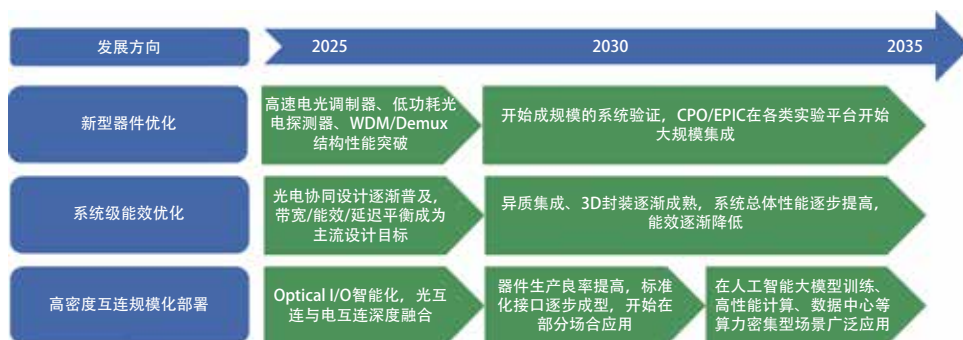 发展方向
2025
2030
2035
新型器件优化
高速电光调制器、低功耗光
电探测器、WDM/Demux
结构性能突破
开始成规模的系统验证，CPO/EPIC在各类实验平台开始
大规模集成
系统级能效优化
光电协同设计逐渐普及，
带宽/能效/延迟平衡成为
主流设计目标
异质集成、3D封装逐渐成熟，系统总体性能逐步提高，
能效逐渐降低
高密度互连规模化部署
Optical I/O智能化，光互
连与电互连深度融合
器件生产良率提高，标准
化接口逐步成型，开始在
部分场合应用
在人工智能大模型训练、
高性能计算、数据中心等
算力密集型场景广泛应用